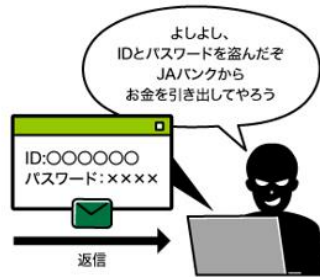 よしよし、
IDとパスワードを盗んだぞ
JAバンクから
お金を引き出してやろう
ID:○○○○○○
パスワード:××××
返信